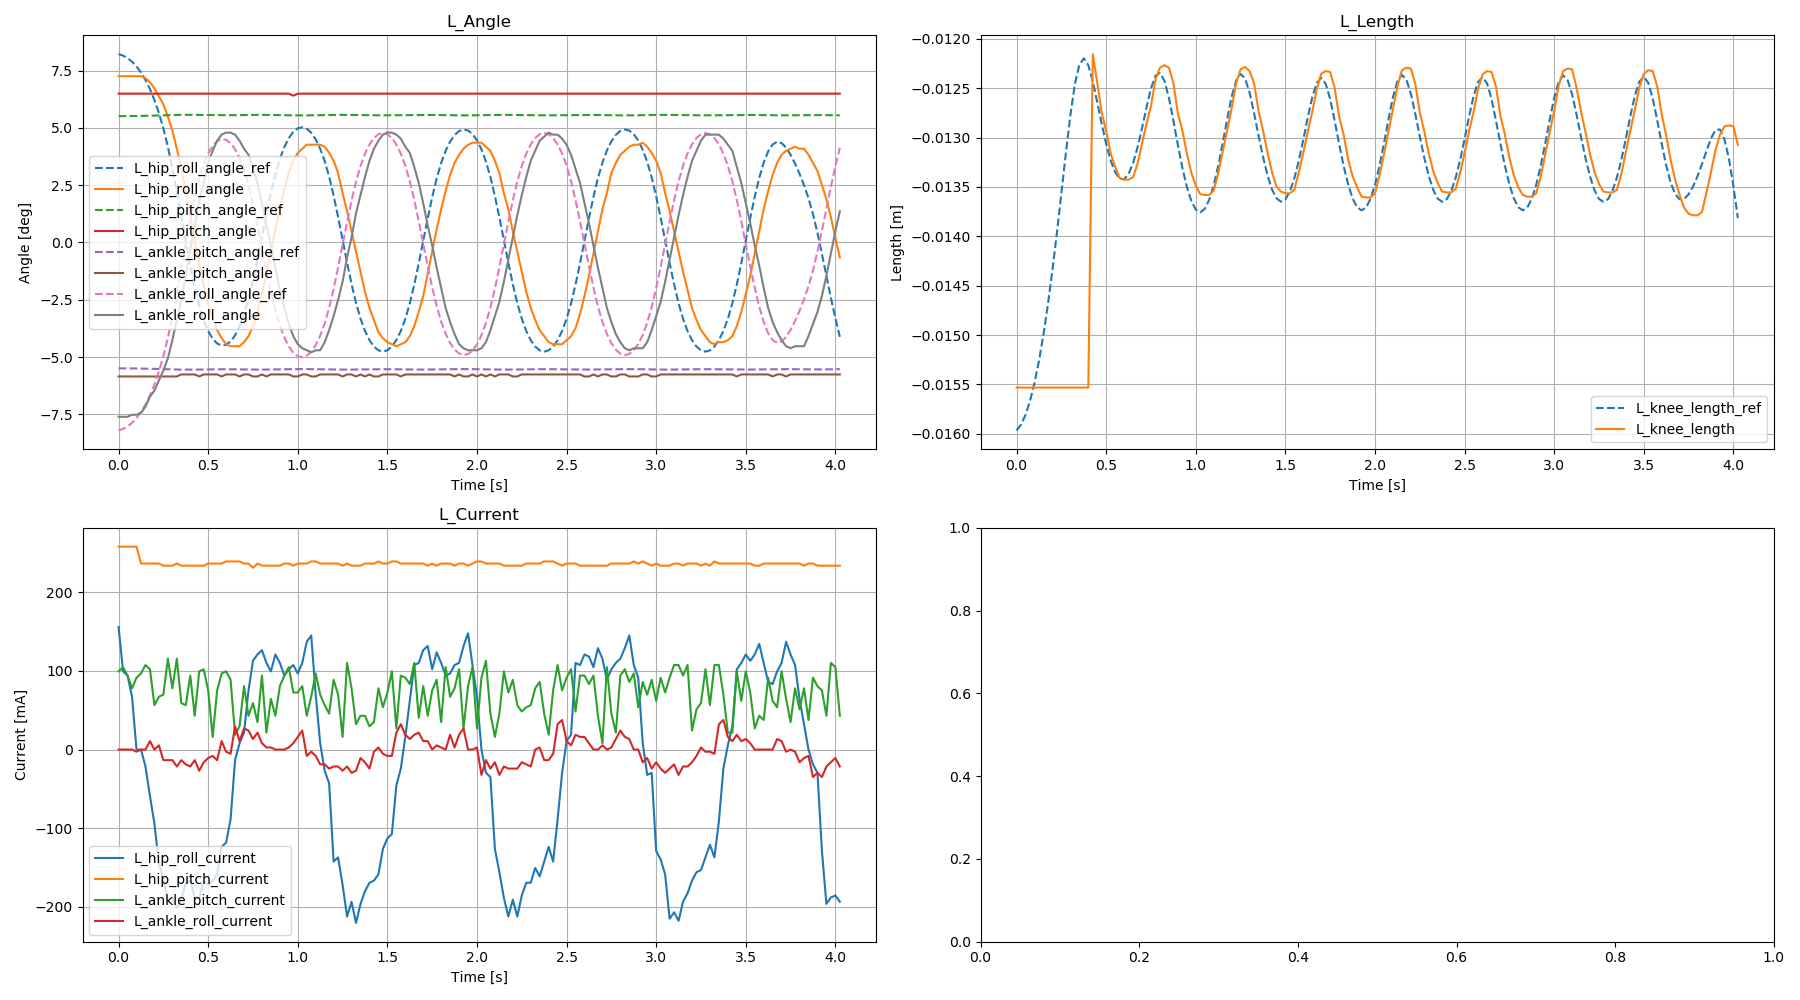 L_Angle
7.5
5.0
2.5
0.0
−2.5
−5.0
−7.5
Angle [deg]
L_hip_roll_angle_ref
L_hip_roll_angle
L_hip_pitch_angle_ref
L_hip_pitch_angle
L_ankle_pitch_angle_ref
L_ankle_pitch_angle
L_ankle_roll_angle_ref
L_ankle_roll_angle
0.0 0.5 1.0 1.5 2.0 2.5 3.0 3.5 4.0
Time [s]
L_Length
−0.0120
−0.0125
−0.0130
−0.0135
−0.0140
−0.0145
−0.0150
−0.0155
−0.0160
Length [m]
L_knee_length_ref
L_knee_length
0.0 0.5 1.0 1.5 2.0 2.5 3.0 3.5 4.0
Time [s]
L_Current
200
100
0
−100
−200
Current [mA]
L_hip_roll_current
L_hip_pitch_current
L_ankle_pitch_current
L_ankle_roll_current
0.0 0.5 1.0 1.5 2.0 2.5 3.0 3.5 4.0
Time [s]
1.0
0.8
0.6
0.4
0.2
0.0
0.0 0.2 0.4 0.6 0.8 1.0